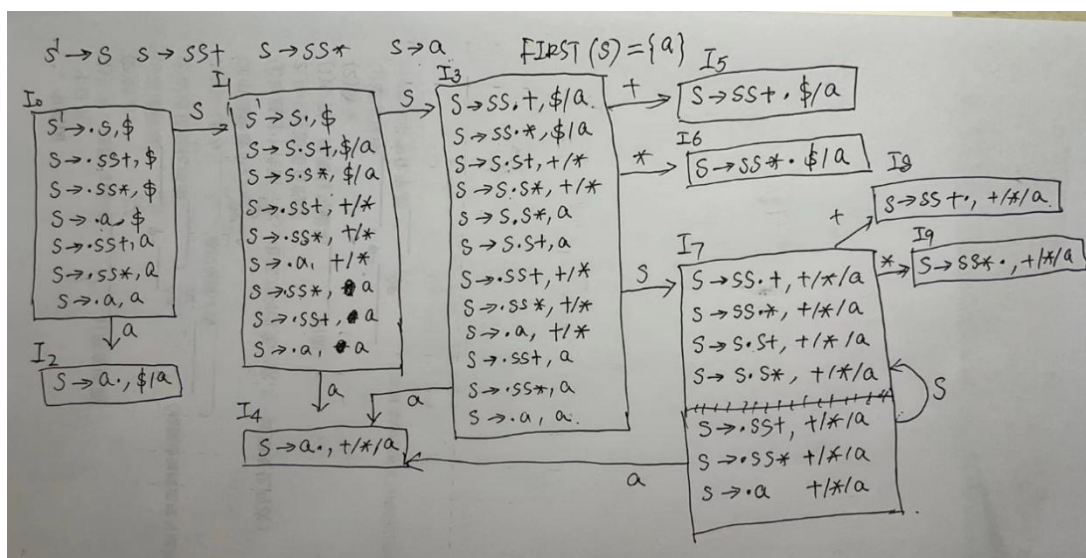 S' → S   S → SS+   S → SS*   S → a   FIRST(S) = {a}
I0
S' → ·S, $
S → ·SS+, $
S → ·SS*, $
S → ·a, $
S → ·SS+, a
S → ·SS*, a
S → ·a, a
S
a
I2
S → a·, $/a
I1
S' → S·, $
S → S·S+, $/a
S → S·S*, $/a
S → ·SS+, +/*
S → ·SS*, +/*
S → ·a, +/*
S → ·SS*, a
S → ·SS+, a
S → ·a, a
S
a
I4
S → a·, +/*/a
I3
S → SS·+, $/a
S → SS·*, $/a
S → S·S+, +/*
S → S·S*, +/*
S → S·S*, a
S → S·S+, a
S → ·SS+, +/*
S → ·SS*, +/*
S → ·a, +/*
S → ·SS+, a
S → ·SS*, a
S → ·a, a
a
+
I5
S → SS+· $/a
*
I6
S → SS*· $/a
S
I7
S → SS·+, +/*/a
S → SS·*, +/*/a
S → S·S+, +/*/a
S → S·S*, +/*/a
S → ·SS+, +/*/a
S → ·SS* +/*/a
S → ·a +/*/a
S
a
+
I8
S → SS+·, +/*/a
*
I9
S → SS*·, +/*/a